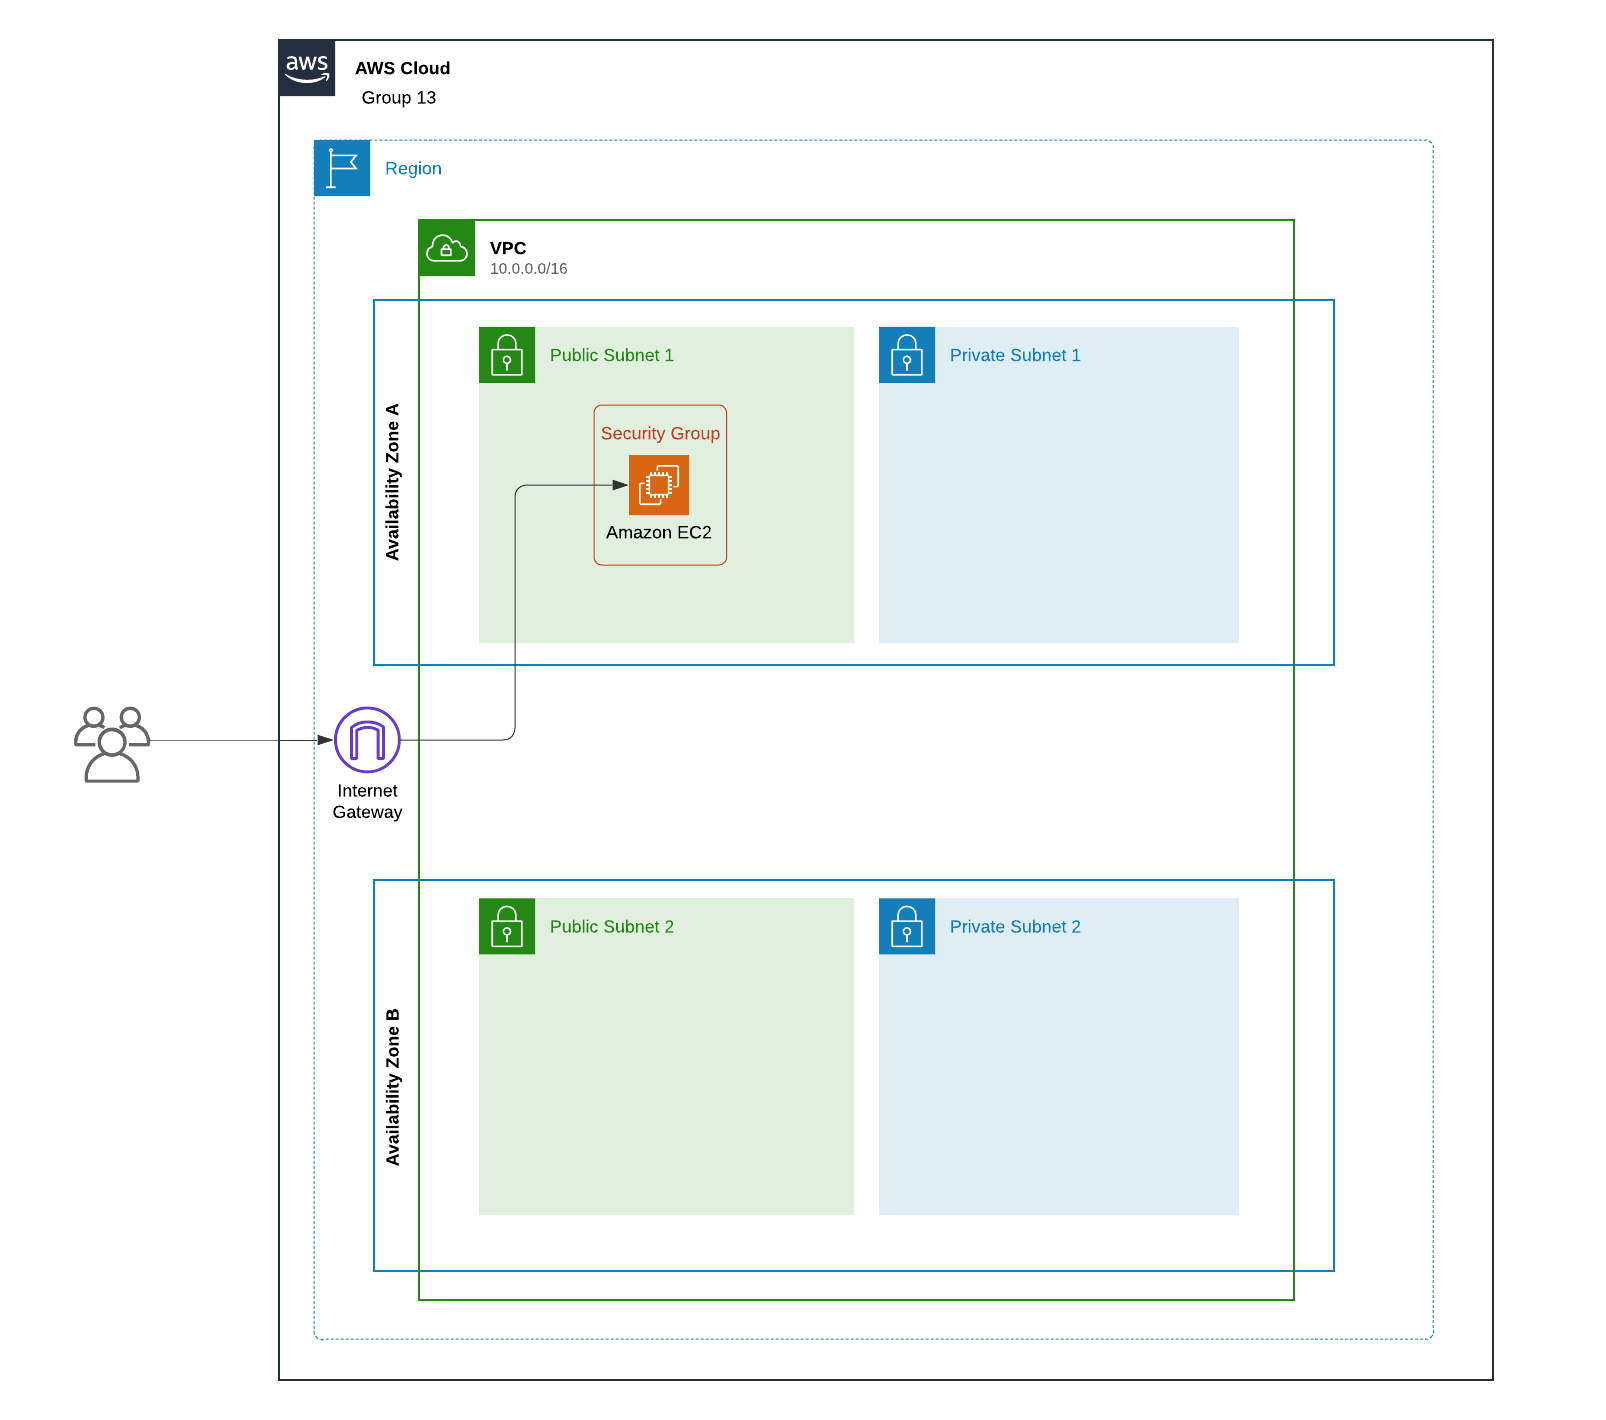 aws
AWS Cloud
Group 13
Region
VPC
10.0.0.0/16
Availability Zone A
Public Subnet 1
Private Subnet 1
Security Group
Amazon EC2
Internet
Gateway
Availability Zone B
Public Subnet 2
Private Subnet 2